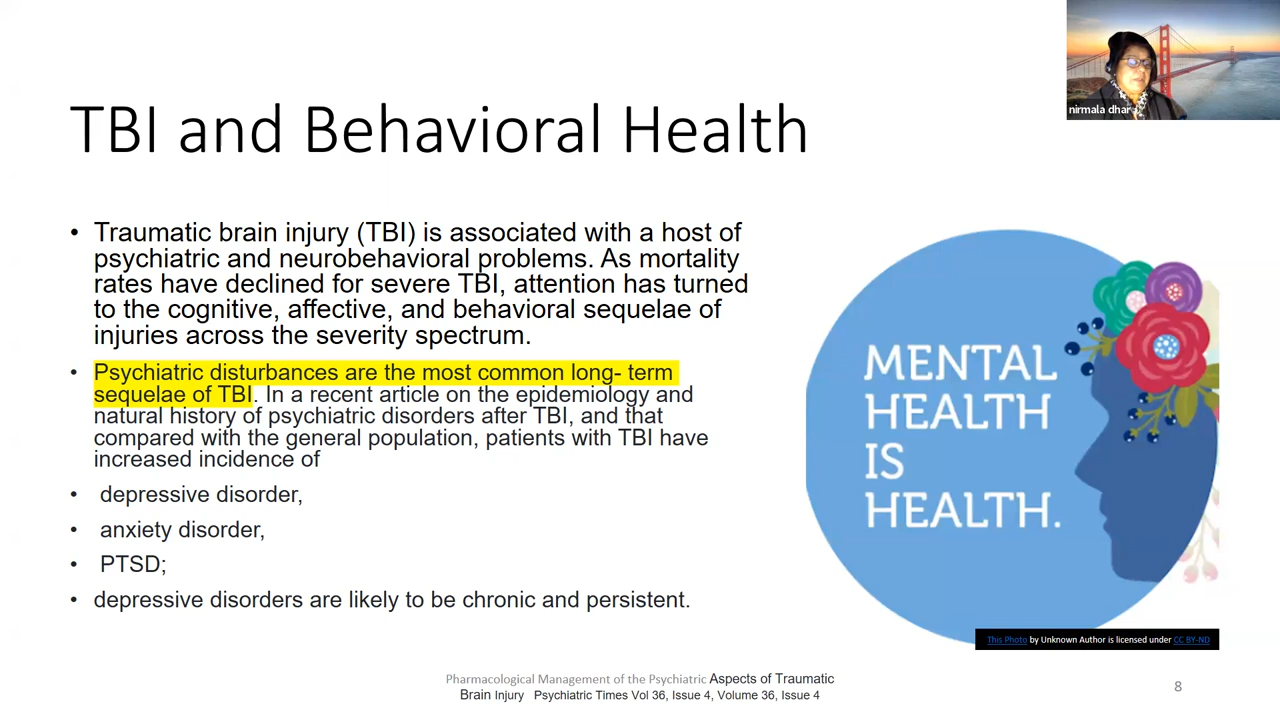 nirmala dhar
TBI and Behavioral Health
• Traumatic brain injury (TBI) is associated with a host of
psychiatric and neurobehavioral problems. As mortality
rates have declined for severe TBI, attention has turned
to the cognitive, affective, and behavioral sequelae of
injuries across the severity spectrum.
• Psychiatric disturbances are the most common long- term
sequelae of TBI. In a recent article on the epidemiology and
natural history of psychiatric disorders after TBI, and that
compared with the general population, patients with TBI have
increased incidence of
• depressive disorder,
• anxiety disorder,
• PTSD;
• depressive disorders are likely to be chronic and persistent.
MENTAL
HEALTH
IS
HEALTH.
This Photo by Unknown Author is licensed under CC BY-ND
Pharmacological Management of the Psychiatric Aspects of Traumatic
Brain Injury Psychiatric Times Vol 36, Issue 4, Volume 36, Issue 4
8